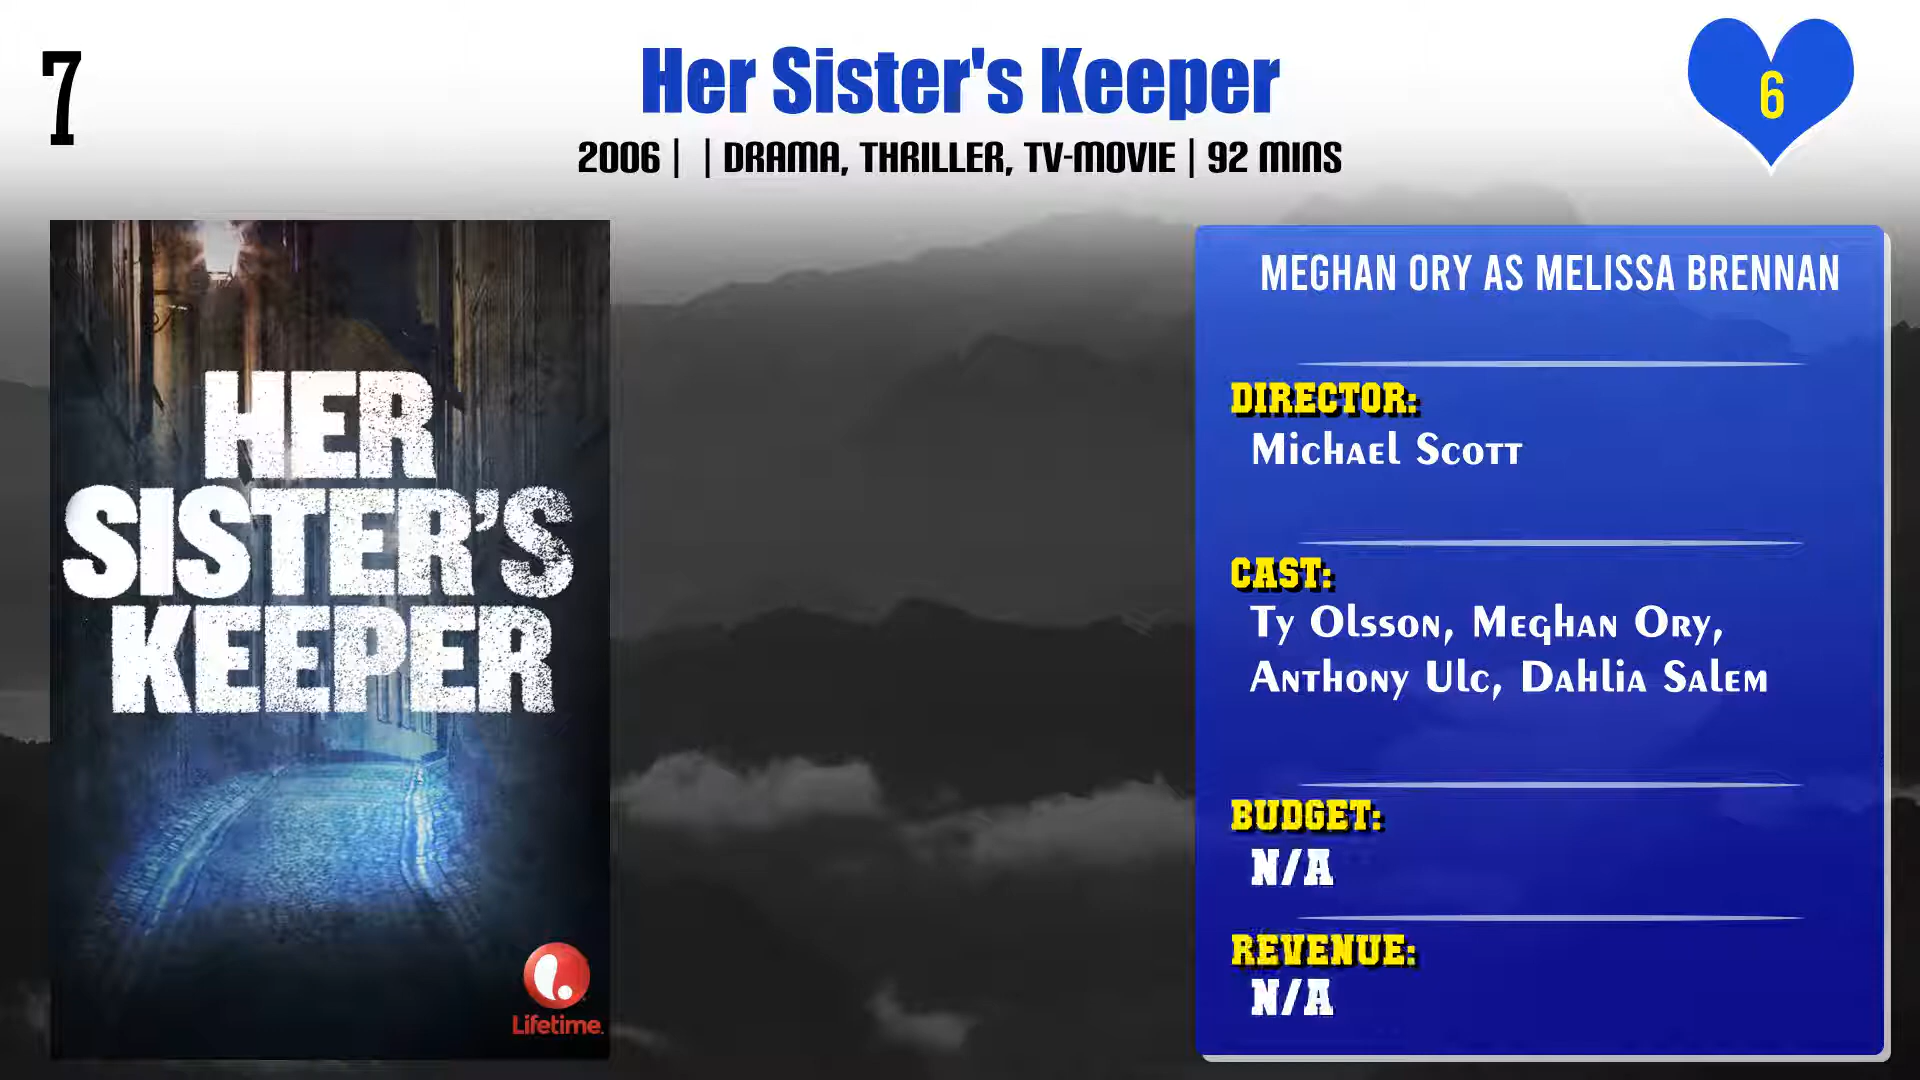 7
Her Sister's Keeper
6
2006 | | DRAMA, THRILLER, TV-MOVIE | 92 MINS
HER
SISTER'S
KEEPER
Lifetime.
MEGHAN ORY AS MELISSA BRENNAN
DIRECTOR:
Michael Scott
CAST:
Ty Olsson, Meghan Ory,
Anthony Ulc, Dahlia Salem
BUDGET:
N/A
REVENUE:
N/A